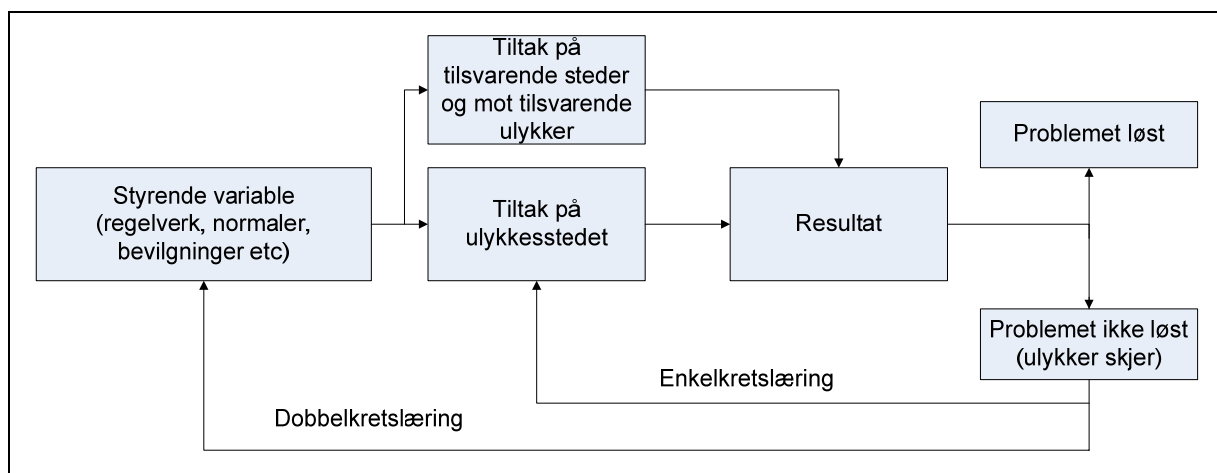 Tiltak på
tilsvarende steder
og mot tilsvarende
ulykker
Problemet løst
Styrende variable
(regelverk, normaler,
bevilgninger etc)
Tiltak på
ulykkesstedet
Resultat
Problemet ikke løst
(ulykker skjer)
Enkelkretslæring
Dobbelkretslæring